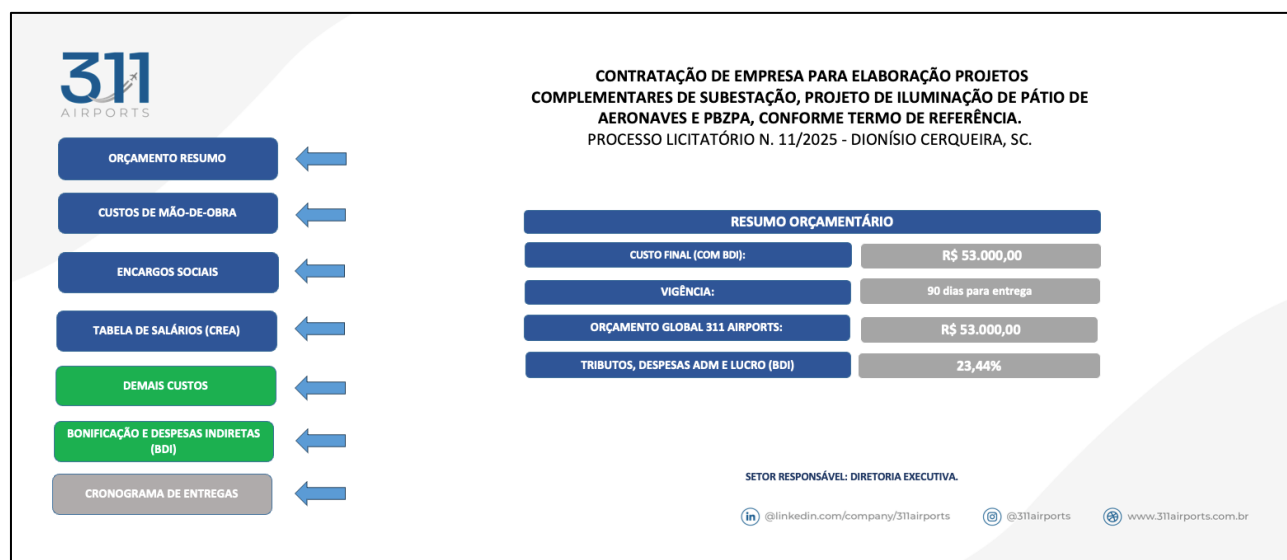 311
AIRPORTS
CONTRATAÇÃO DE EMPRESA PARA ELABORAÇÃO PROJETOS
COMPLEMENTARES DE SUBESTAÇÃO, PROJETO DE ILUMINAÇÃO DE PÁTIO DE
AERONAVES E PBZPA, CONFORME TERMO DE REFERÊNCIA.
PROCESSO LICITATÓRIO N. 11/2025 - DIONÍSIO CERQUEIRA, SC.
ORÇAMENTO RESUMO
CUSTOS DE MÃO-DE-OBRA
ENCARGOS SOCIAIS
TABELA DE SALÁRIOS (CREA)
DEMAIS CUSTOS
BONIFICAÇÃO E DESPESAS INDIRETAS
(BDI)
CRONOGRAMA DE ENTREGAS
RESUMO ORÇAMENTÁRIO
CUSTO FINAL (COM BDI): R$ 53.000,00
VIGÊNCIA: 90 dias para entrega
ORÇAMENTO GLOBAL 311 AIRPORTS: R$ 53.000,00
TRIBUTOS, DESPESAS ADM E LUCRO (BDI) 23,44%
SETOR RESPONSÁVEL: DIRETORIA EXECUTIVA.
in @linkedin.com/company/311airports @311airports www.311airports.com.br